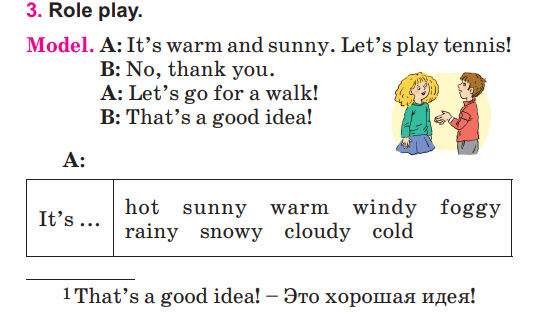 3. Role play.
Model. A: It's warm and sunny. Let's play tennis!
B: No, thank you.
A: Let's go for a walk!
B: That's a good idea!
A:
It's ...
hot sunny warm windy foggy
rainy snowy cloudy cold
1 That's a good idea! – Это хорошая идея!